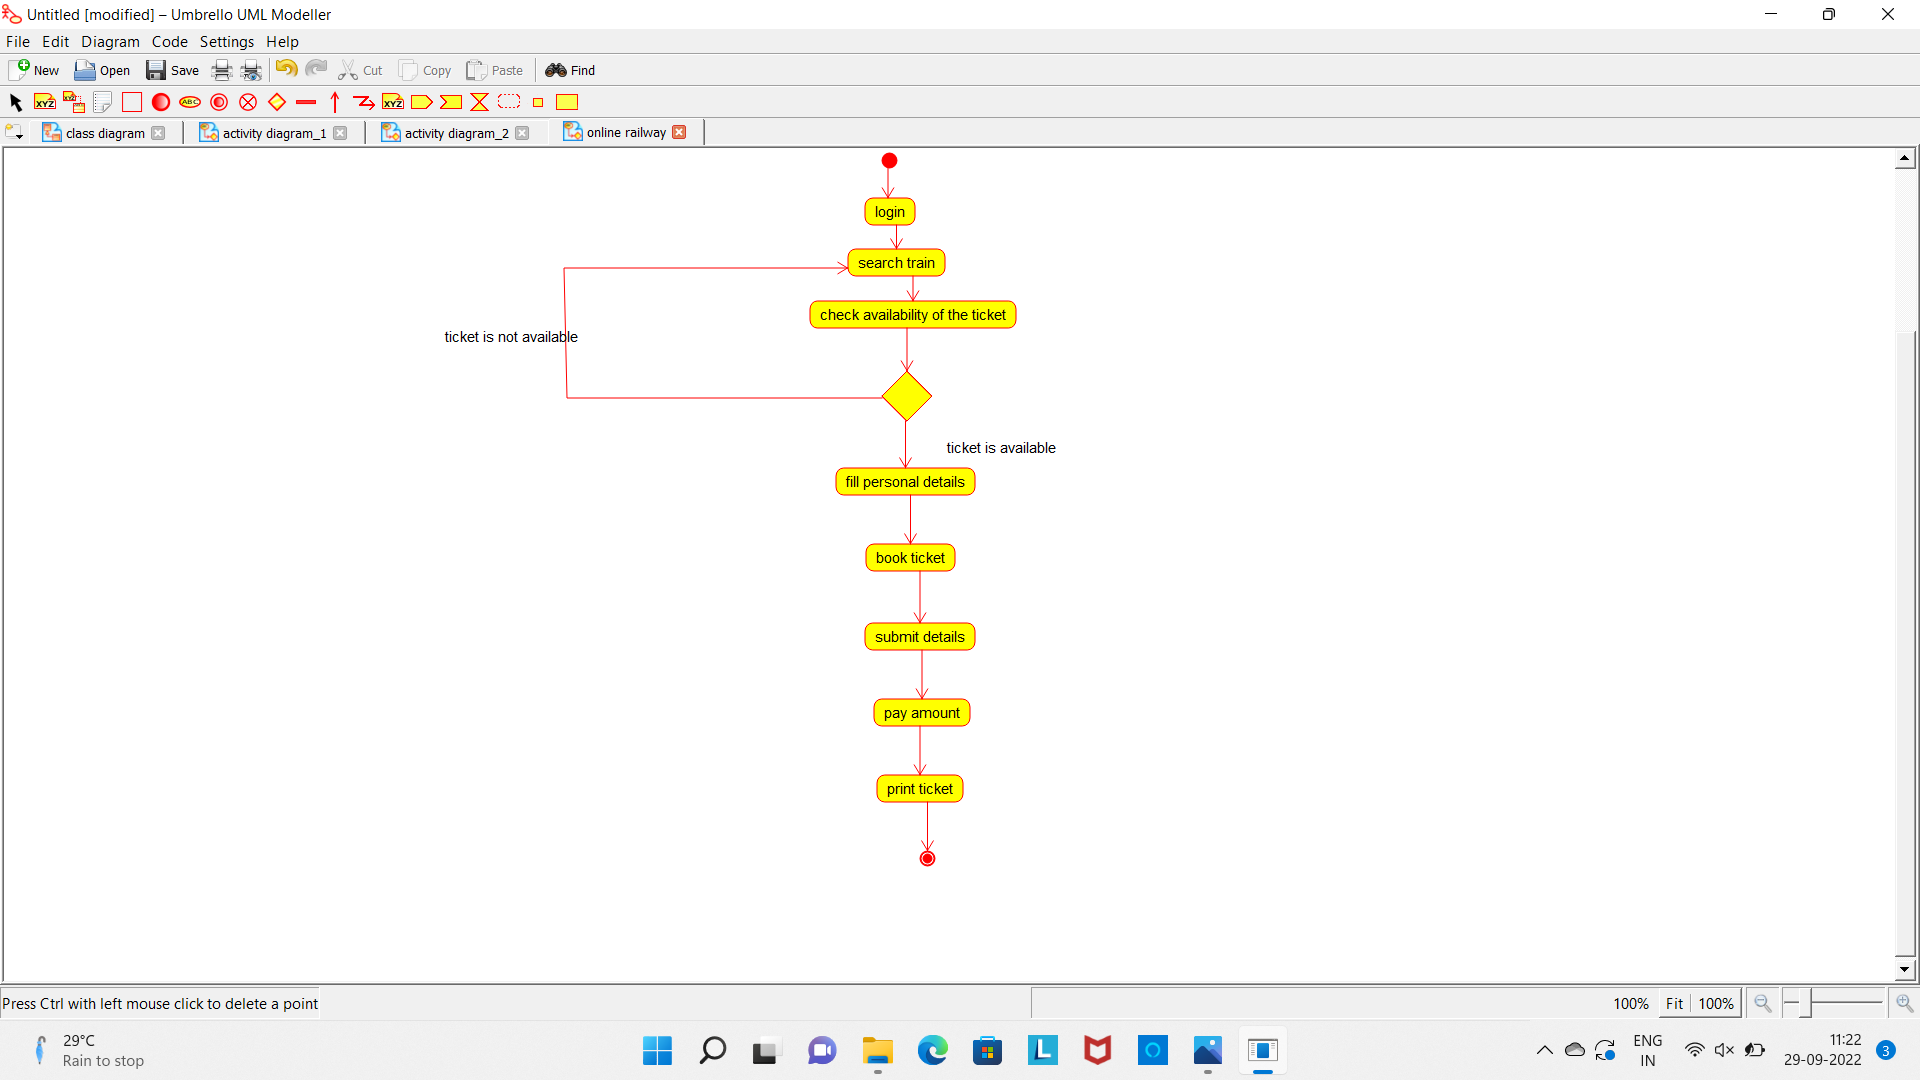 Untitled [modified] – Umbrello UML Modeller
File Edit Diagram Code Settings Help
New Open Save Cut Copy Paste Find
XYZ XYZ ABC XYZ
class diagram activity diagram_1 activity diagram_2 online railway
login
search train
check availability of the ticket
ticket is not available
ticket is available
fill personal details
book ticket
submit details
pay amount
print ticket
Press Ctrl with left mouse click to delete a point
100% Fit 100%
29°C
Rain to stop
L
ENG
IN
11:22
29-09-2022
3